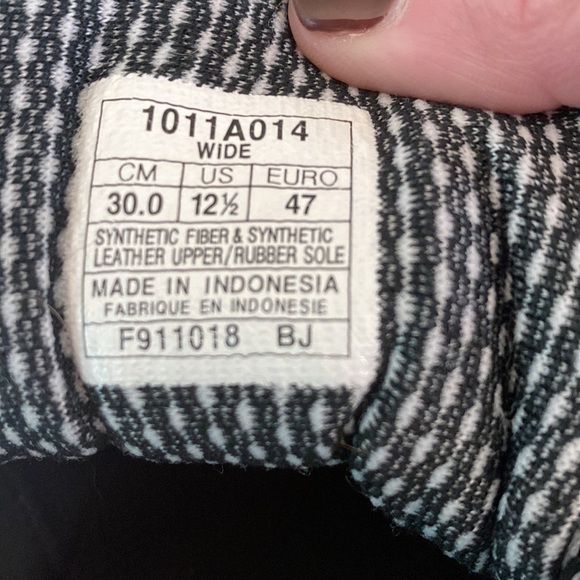 1011A014
WIDE
CM US EURO
30.0 12½ 47
SYNTHETIC FIBER & SYNTHETIC
LEATHER UPPER/RUBBER SOLE
MADE IN INDONESIA
FABRIQUE EN INDONESIE
F911018 BJ